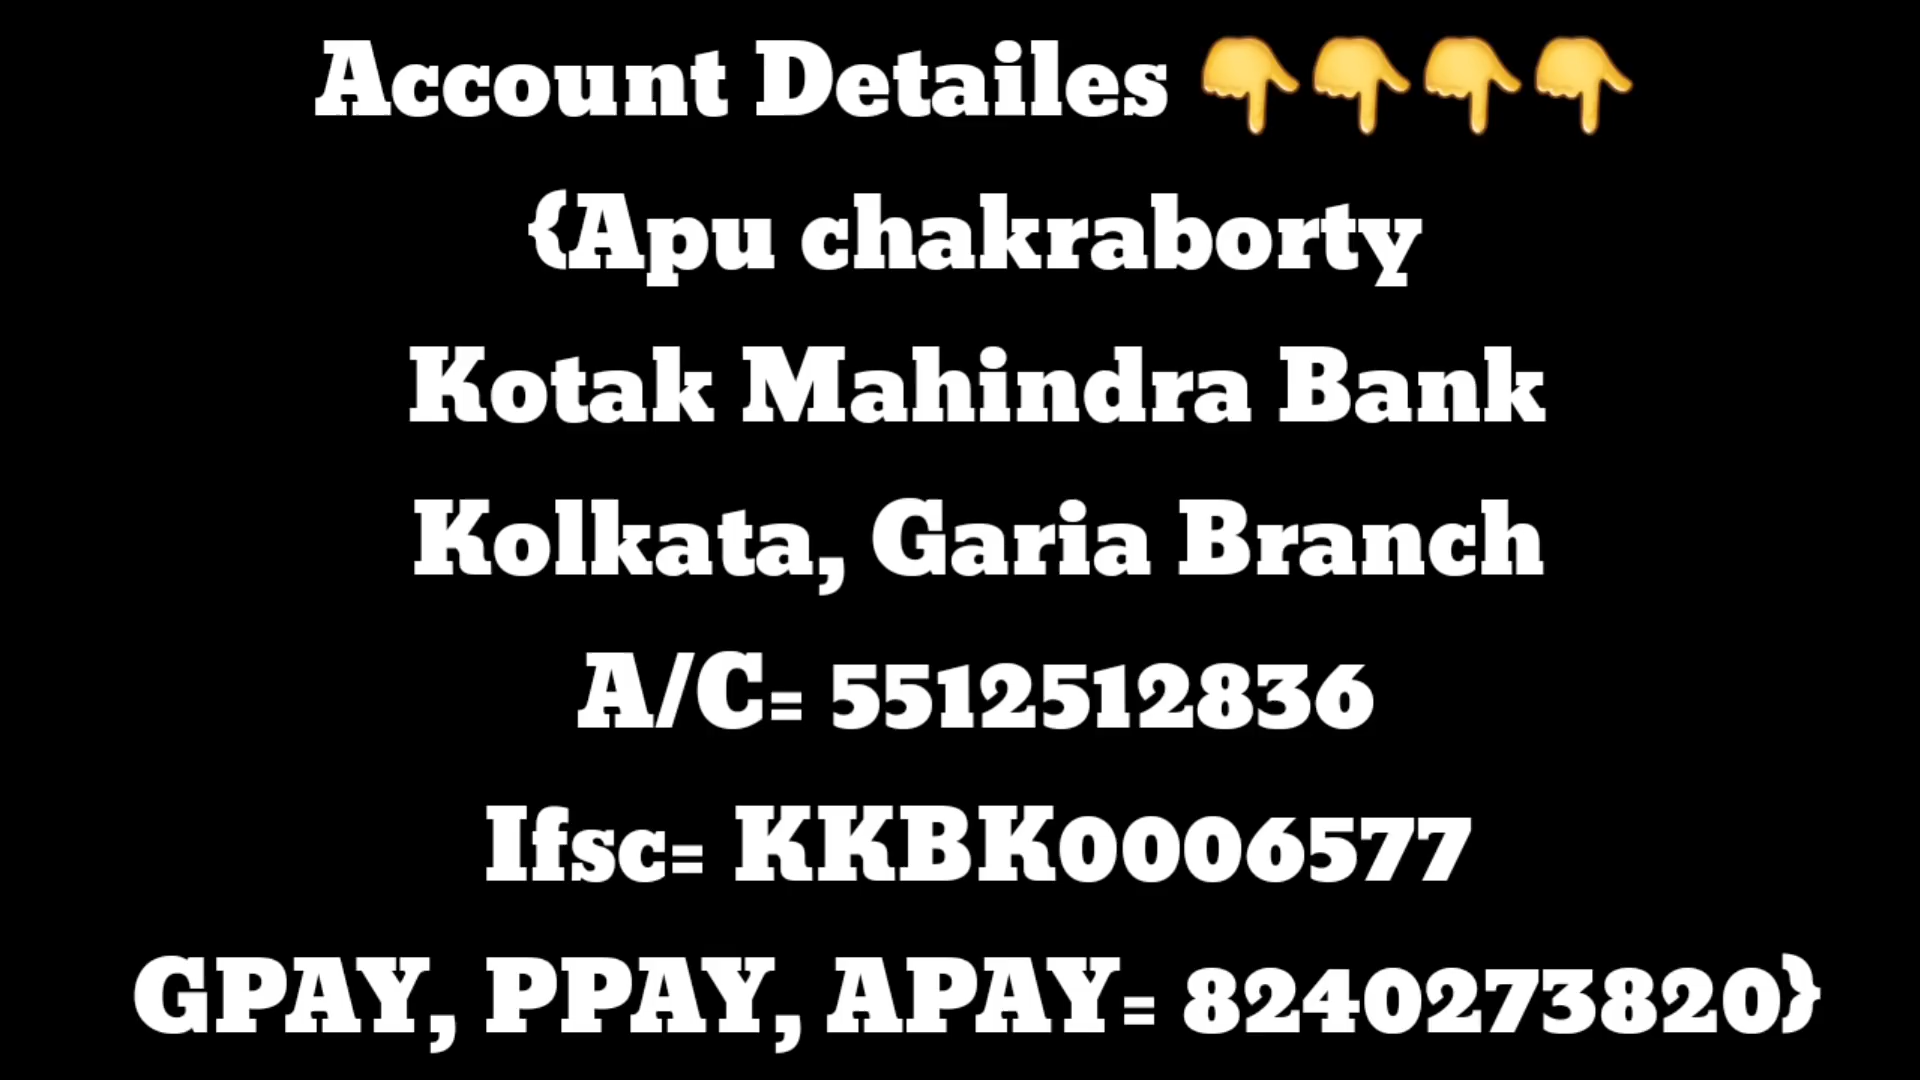 Account Detailes 👇👇👇👇
{Apu chakraborty
Kotak Mahindra Bank
Kolkata, Garia Branch
A/C= 5512512836
Ifsc= KKBK0006577
GPAY, PPAY, APAY= 8240273820}